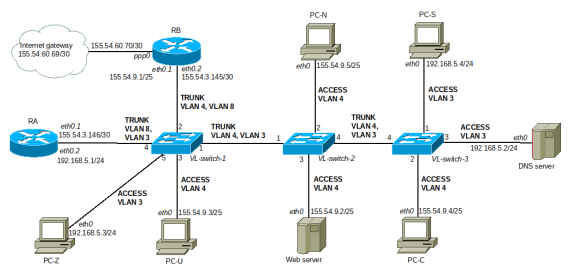 PC-N
PC-S
RB
Internet gateway
155.54.60.69/30
155.54.60.70/30
ppp0
eth0.1
eth0.2
155.54.9.1/25
155.54.3.145/30
eth0
155.54.9.5/25
eth0
192.168.5.4/24
TRUNK
VLAN 4, VLAN 8
ACCESS
VLAN 4
ACCESS
VLAN 3
RA
eth0.1
155.54.3.146/30
eth0.2
192.168.5.1/24
TRUNK
VLAN 8,
VLAN 3
4
2
5
3
1
VL-switch-1
TRUNK
VLAN 4, VLAN 3
1
2
3
4
VL-switch-2
TRUNK
VLAN 4,
VLAN 3
4
1
2
3
VL-switch-3
ACCESS
VLAN 3
eth0
192.168.5.2/24
DNS server
ACCESS
VLAN 3
ACCESS
VLAN 4
ACCESS
VLAN 4
ACCESS
VLAN 4
eth0
192.168.5.3/24
eth0
155.54.9.3/25
eth0
155.54.9.2/25
eth0
155.54.9.4/25
PC-Z
PC-U
Web server
PC-C